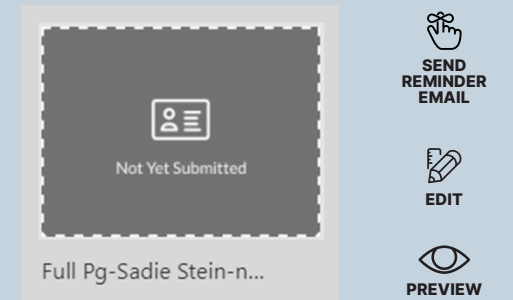 Not Yet Submitted
Full Pg-Sadie Stein-n...
SEND
REMINDER
EMAIL
EDIT
PREVIEW